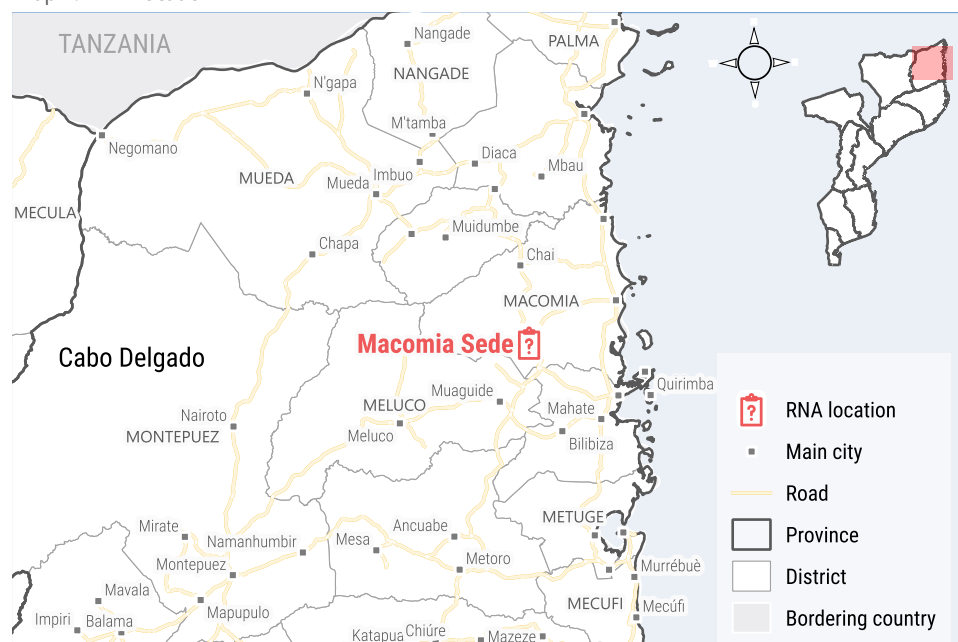 TANZANIA
Nangade
PALMA
NANGADE
N'gapa
M'tamba
Negomano
Diaca
Mbau
MUEDA
Mueda
Imbuo
MECULA
Muidumbe
Chapa
Chai
MACOMIA
Macomia Sede
Cabo Delgado
Quirimba
Muaguide
MELUCO
Mahate
Nairoto
MONTEPUEZ
Meluco
Bilibiza
METUGE
Mirate
Ancuabe
Namanhumbir
Mesa
Metoro
Montepuez
Murrébuè
Mavala
MECUFI
Mecúfi
Impiri
Balama
Mapupulo
Katapua
Chiúre
Mazeze
RNA location
Main city
Road
Province
District
Bordering country